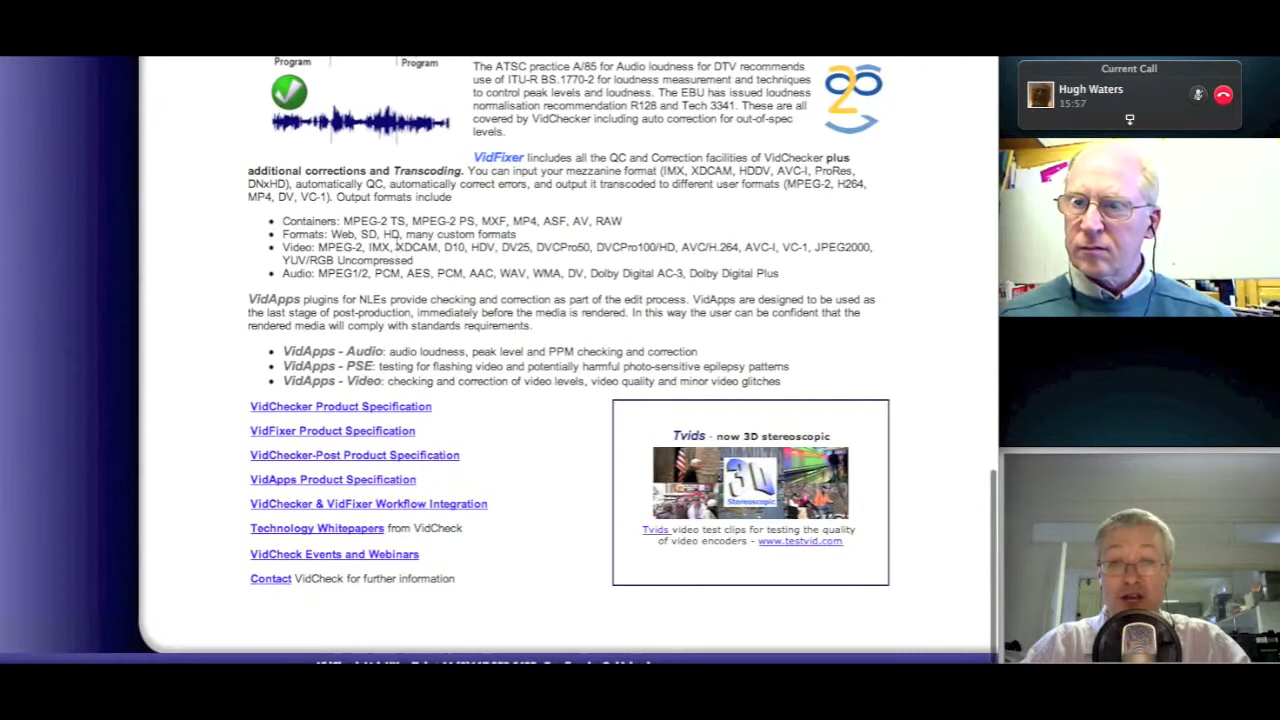 Program
Program
The ATSC practice A/85 for Audio loudness for DTV recommends
use of ITU-R BS.1770-2 for loudness measurement and techniques
to control peak levels and loudness. The EBU has issued loudness
normalisation recommendation R128 and Tech 3341. These are all
covered by VidChecker including auto correction for out-of-spec
levels.
VidFixer Iincludes all the QC and Correction facilities of VidChecker plus
additional corrections and Transcoding. You can input your mezzanine format (IMX, XDCAM, HDDV, AVC-I, ProRes,
DNxHD), automatically QC, automatically correct errors, and output it transcoded to different user formats (MPEG-2, H264,
MP4, DV, VC-1). Output formats include
• Containers: MPEG-2 TS, MPEG-2 PS, MXF, MP4, ASF, AV, RAW
• Formats: Web, SD, HD, many custom formats
• Video: MPEG-2, IMX, XDCAM, D10, HDV, DV25, DVCPro50, DVCPro100/HD, AVC/H.264, AVC-I, VC-1, JPEG2000,
YUV/RGB Uncompressed
• Audio: MPEG1/2, PCM, AES, PCM, AAC, WAV, WMA, DV, Dolby Digital AC-3, Dolby Digital Plus
VidApps plugins for NLEs provide checking and correction as part of the edit process. VidApps are designed to be used as
the last stage of post-production, immediately before the media is rendered. In this way the user can be confident that the
rendered media will comply with standards requirements.
• VidApps - Audio: audio loudness, peak level and PPM checking and correction
• VidApps - PSE: testing for flashing video and potentially harmful photo-sensitive epilepsy patterns
• VidApps - Video: checking and correction of video levels, video quality and minor video glitches
VidChecker Product Specification
VidFixer Product Specification
VidChecker-Post Product Specification
VidApps Product Specification
VidChecker & VidFixer Workflow Integration
Technology Whitepapers from VidCheck
VidCheck Events and Webinars
Contact VidCheck for further information
Tvids - now 3D stereoscopic
3D
Stereoscopic
Tvids video test clips for testing the quality
of video encoders - www.testvid.com
Current Call
Hugh Waters
15:57